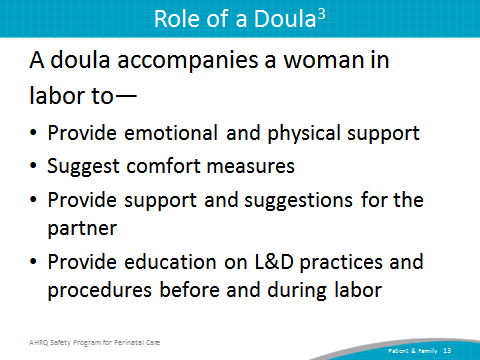 Role of a Doula³
A doula accompanies a woman in
labor to—
• Provide emotional and physical support
• Suggest comfort measures
• Provide support and suggestions for the
partner
• Provide education on L&D practices and
procedures before and during labor
AHRQ Safety Program for Perinatal Care
Patient & Family 13